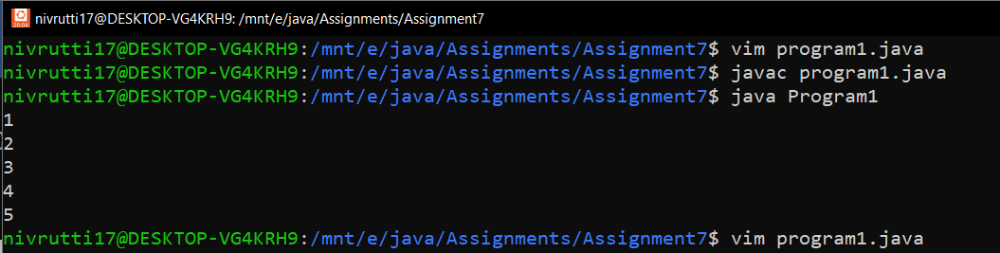 20.04
nivrutti17@DESKTOP-VG4KRH9: /mnt/e/java/Assignments/Assignment7
nivrutti17@DESKTOP-VG4KRH9:/mnt/e/java/Assignments/Assignment7$ vim program1.java
nivrutti17@DESKTOP-VG4KRH9:/mnt/e/java/Assignments/Assignment7$ javac program1.java
nivrutti17@DESKTOP-VG4KRH9:/mnt/e/java/Assignments/Assignment7$ java Program1
1
2
3
4
5
nivrutti17@DESKTOP-VG4KRH9:/mnt/e/java/Assignments/Assignment7$ vim program1.java